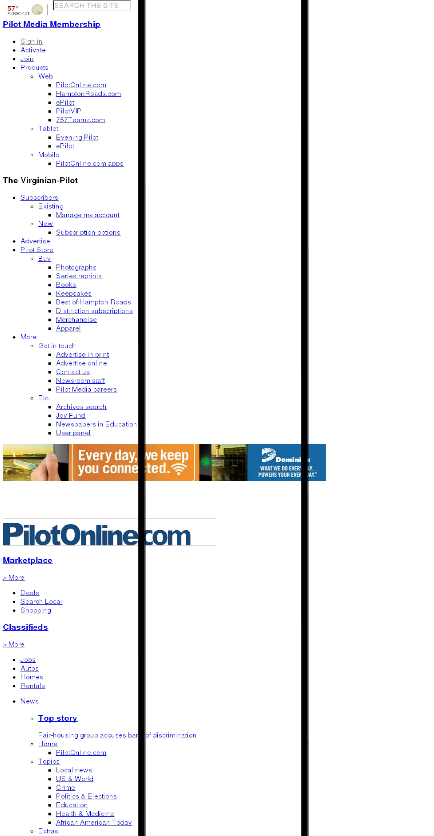 57°
FORECAST
SEARCH THE SITE
Pilot Media Membership
Sign in
Activate
Join
Products
Web
PilotOnline.com
HamptonRoads.com
ePilot
PilotVIP
757Teamz.com
Tablet
Evening Pilot
ePilot
Mobile
PilotOnline.com apps
The Virginian-Pilot
Subscribers
Existing
Manage my account
New
Subscription options
Advertise
Pilot Store
Buy
Photographs
Series reprints
Books
Keepsakes
Best of Hampton Roads
Distinction subscriptions
Merchandise
Apparel
More
Get in touch
Advertise in print
Advertise online
Contact us
Newsroom staff
Pilot Media careers
Etc.
Archives search
Joy Fund
Newspapers in Education
User panel
Every day, we keep
you connected.
Dominion
WHAT WE DO EVERY DAY,
POWERS YOUR EVERY DAY.
PilotOnline.com
Marketplace
» More
Deals
Search Local
Shopping
Classifieds
» More
Jobs
Autos
Homes
Rentals
News
Top story
Fair-housing group accuses bank of discrimination
Home
PilotOnline.com
Topics
Local news
US & World
Crime
Politics & Elections
Education
Health & Medicine
African American Today
Extras